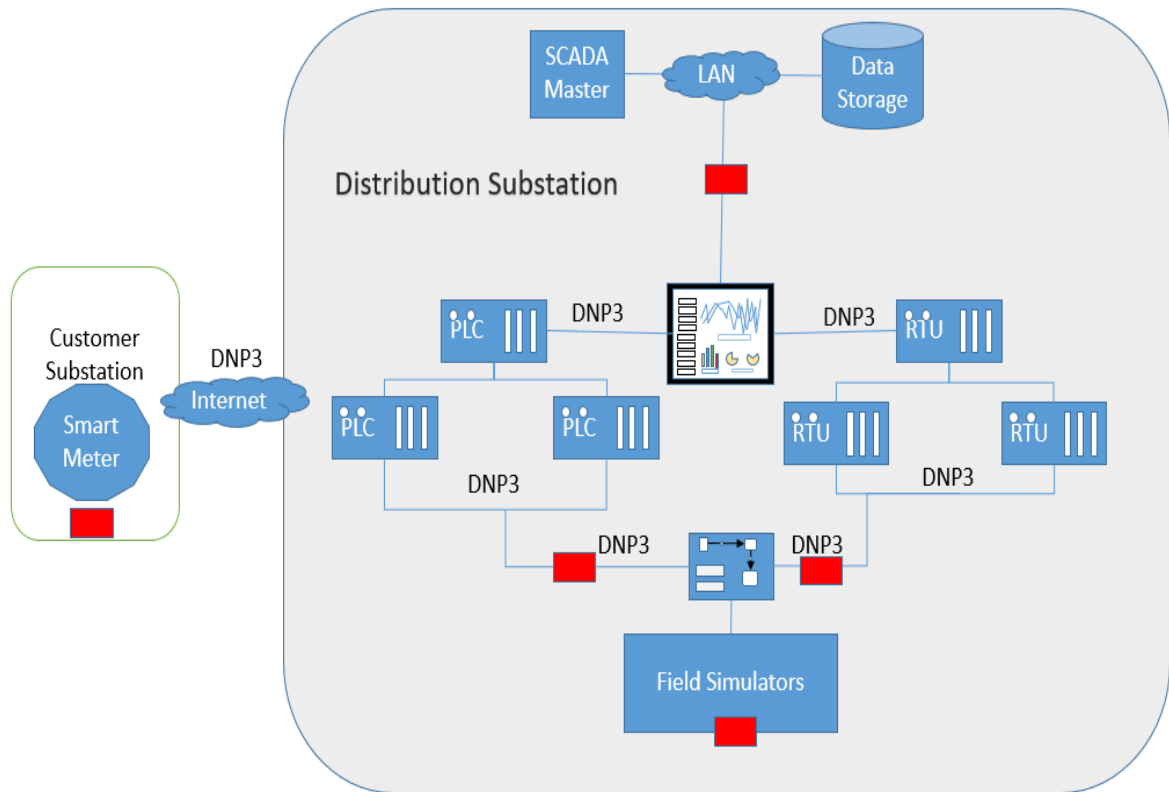 SCADA
Master
LAN
Data
Storage
Distribution Substation
PLC
DNP3
DNP3
RTU
Customer
Substation
DNP3
Internet
Smart
Meter
PLC
PLC
RTU
RTU
DNP3
DNP3
DNP3
DNP3
Field Simulators